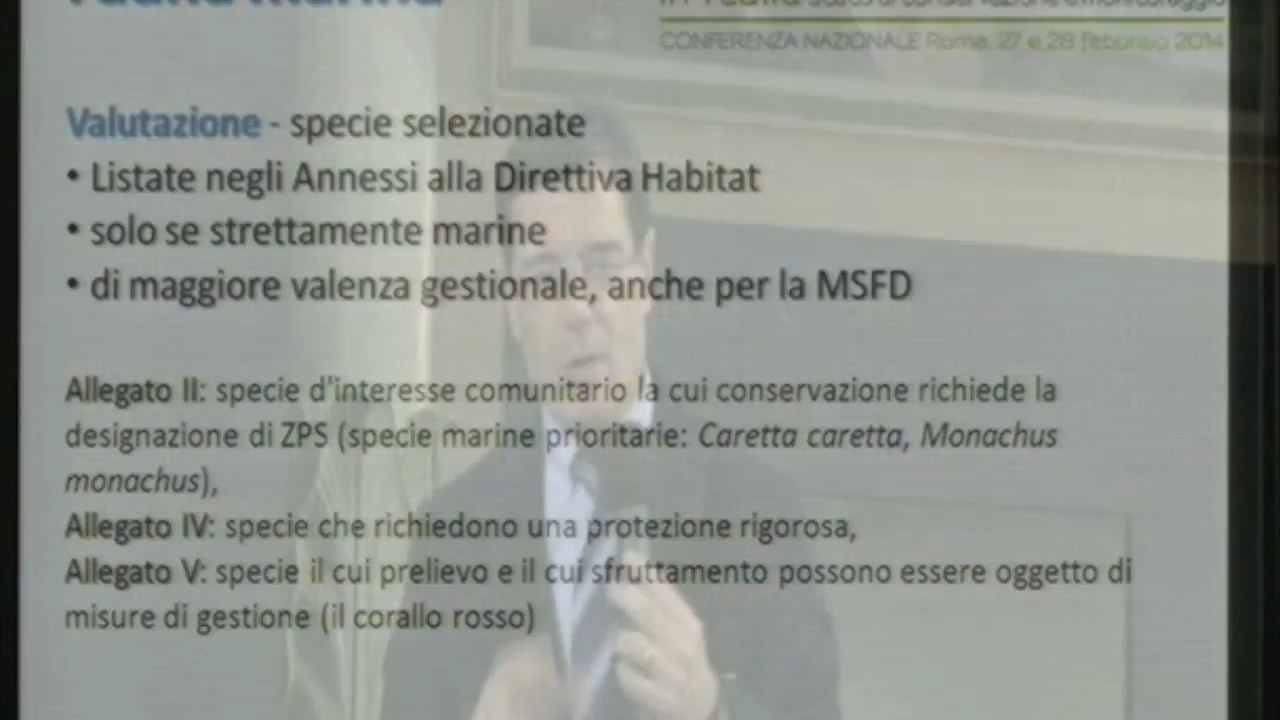 Fauna marina
CONFERENZA NAZIONALE Roma, 27 e 28 febbraio 2014
Valutazione - specie selezionate
• Listate negli Annessi alla Direttiva Habitat
• solo se strettamente marine
• di maggiore valenza gestionale, anche per la MSFD
Allegato II: specie d'interesse comunitario la cui conservazione richiede la
designazione di ZPS (specie marine prioritarie: Caretta caretta, Monachus
monachus),
Allegato IV: specie che richiedono una protezione rigorosa,
Allegato V: specie il cui prelievo e il cui sfruttamento possono essere oggetto di
misure di gestione (il corallo rosso)